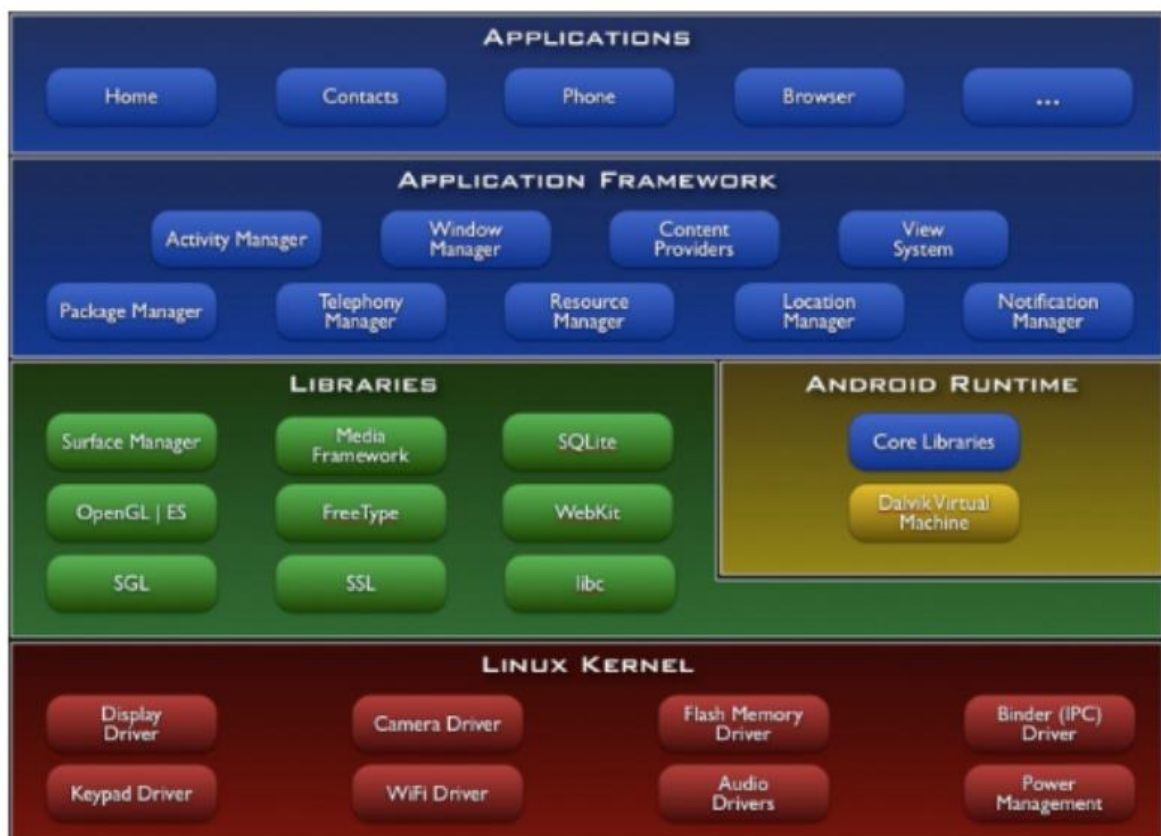 APPLICATIONS
Home
Contacts
Phone
Browser
...
APPLICATION FRAMEWORK
Activity Manager
Window
Manager
Content
Providers
View
System
Package Manager
Telephony
Manager
Resource
Manager
Location
Manager
Notification
Manager
LIBRARIES
Surface Manager
Media
Framework
SQLite
OpenGL | ES
FreeType
WebKit
SGL
SSL
libc
ANDROID RUNTIME
Core Libraries
Dalvik Virtual
Machine
LINUX KERNEL
Display
Driver
Camera Driver
Flash Memory
Driver
Binder (IPC)
Driver
Keypad Driver
WiFi Driver
Audio
Drivers
Power
Management